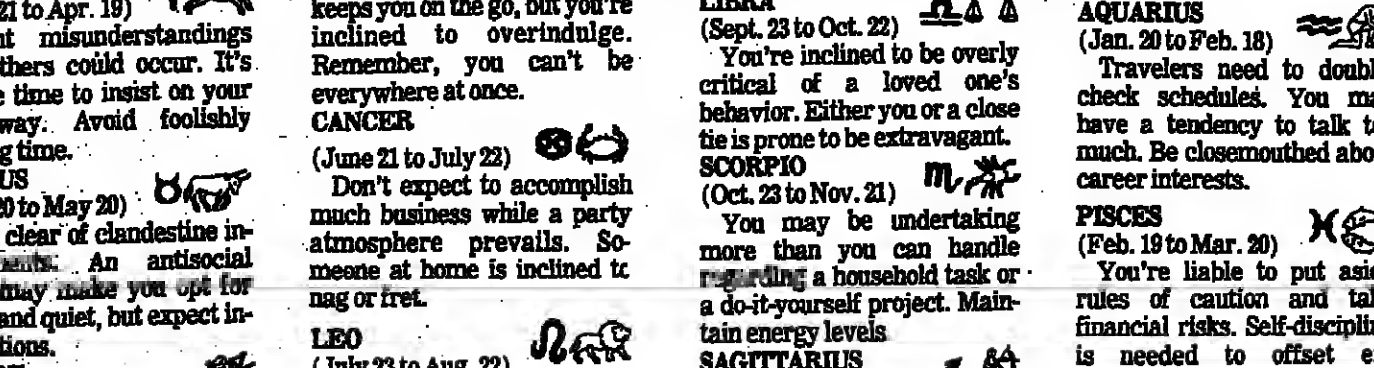 21 to Apr. 19)
nt misunderstandings
thers could occur. It's
e time to insist on your
way. Avoid foolishly
g time.
US
20 to May 20)
clear of clandestine in-
An antisocial
may make you opt for
and quiet, but expect in-
tions.
keeps you on the go, but you're
inclined to overindulge.
Remember, you can't be
everywhere at once.
CANCER
(June 21 to July 22)
Don't expect to accomplish
much business while a party
atmosphere prevails. So-
meone at home is inclined to
nag or fret.
LEO
(July 23 to Aug. 22)
LIBRA
(Sept. 23 to Oct. 22)
You're inclined to be overly
critical of a loved one's
behavior. Either you or a close
tie is prone to be extravagant.
SCORPIO
(Oct. 23 to Nov. 21)
You may be undertaking
more than you can handle
regarding a household task or
a do-it-yourself project. Main-
tain energy levels
SAGITTARIUS
AQUARIUS
(Jan. 20 to Feb. 18)
Travelers need to doubl
check schedules. You ma
have a tendency to talk t
much. Be closemouthed abo
career interests.
PISCES
(Feb. 19 to Mar. 20)
You're liable to put asid
rules of caution and tak
financial risks. Self-disciplin
is needed to offset e